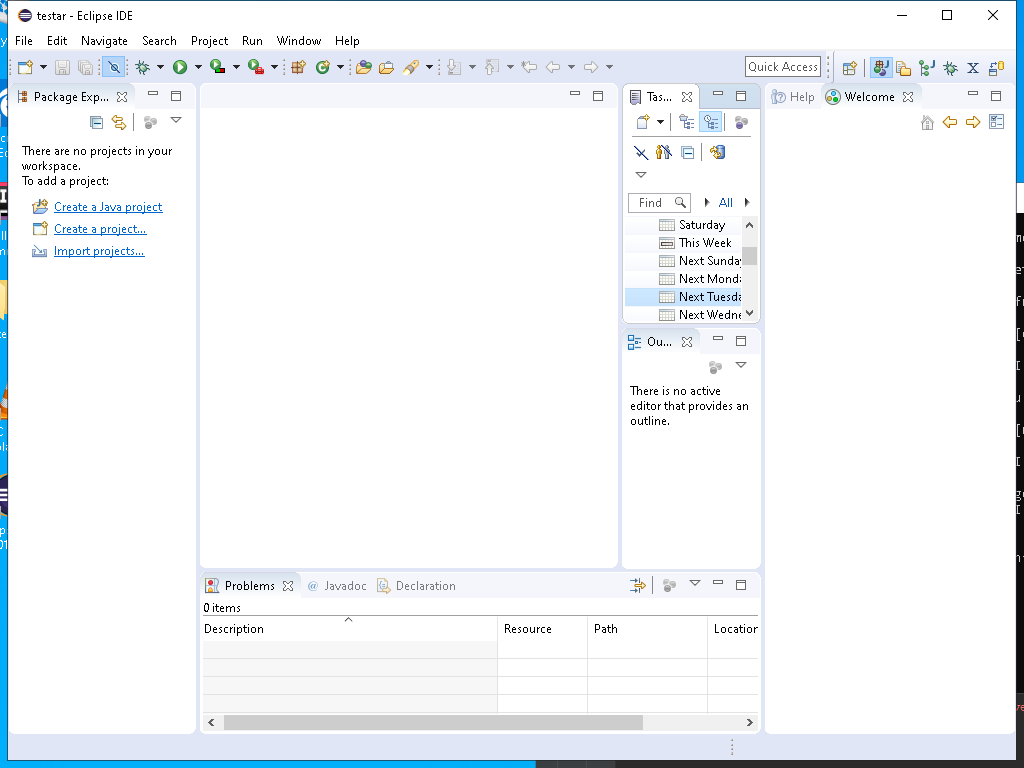 testar - Eclipse IDE
File Edit Navigate Search Project Run Window Help
Quick Access
Package Exp...
There are no projects in your
workspace.
To add a project:
Create a Java project
Create a project...
Import projects...
Tas...
Find
All
Saturday
This Week
Next Sunday
Next Monda
Next Tuesda
Next Wedne
Ou...
There is no active
editor that provides an
outline.
Help
Welcome
Problems
@ Javadoc
Declaration
0 items
Description Resource Path Location